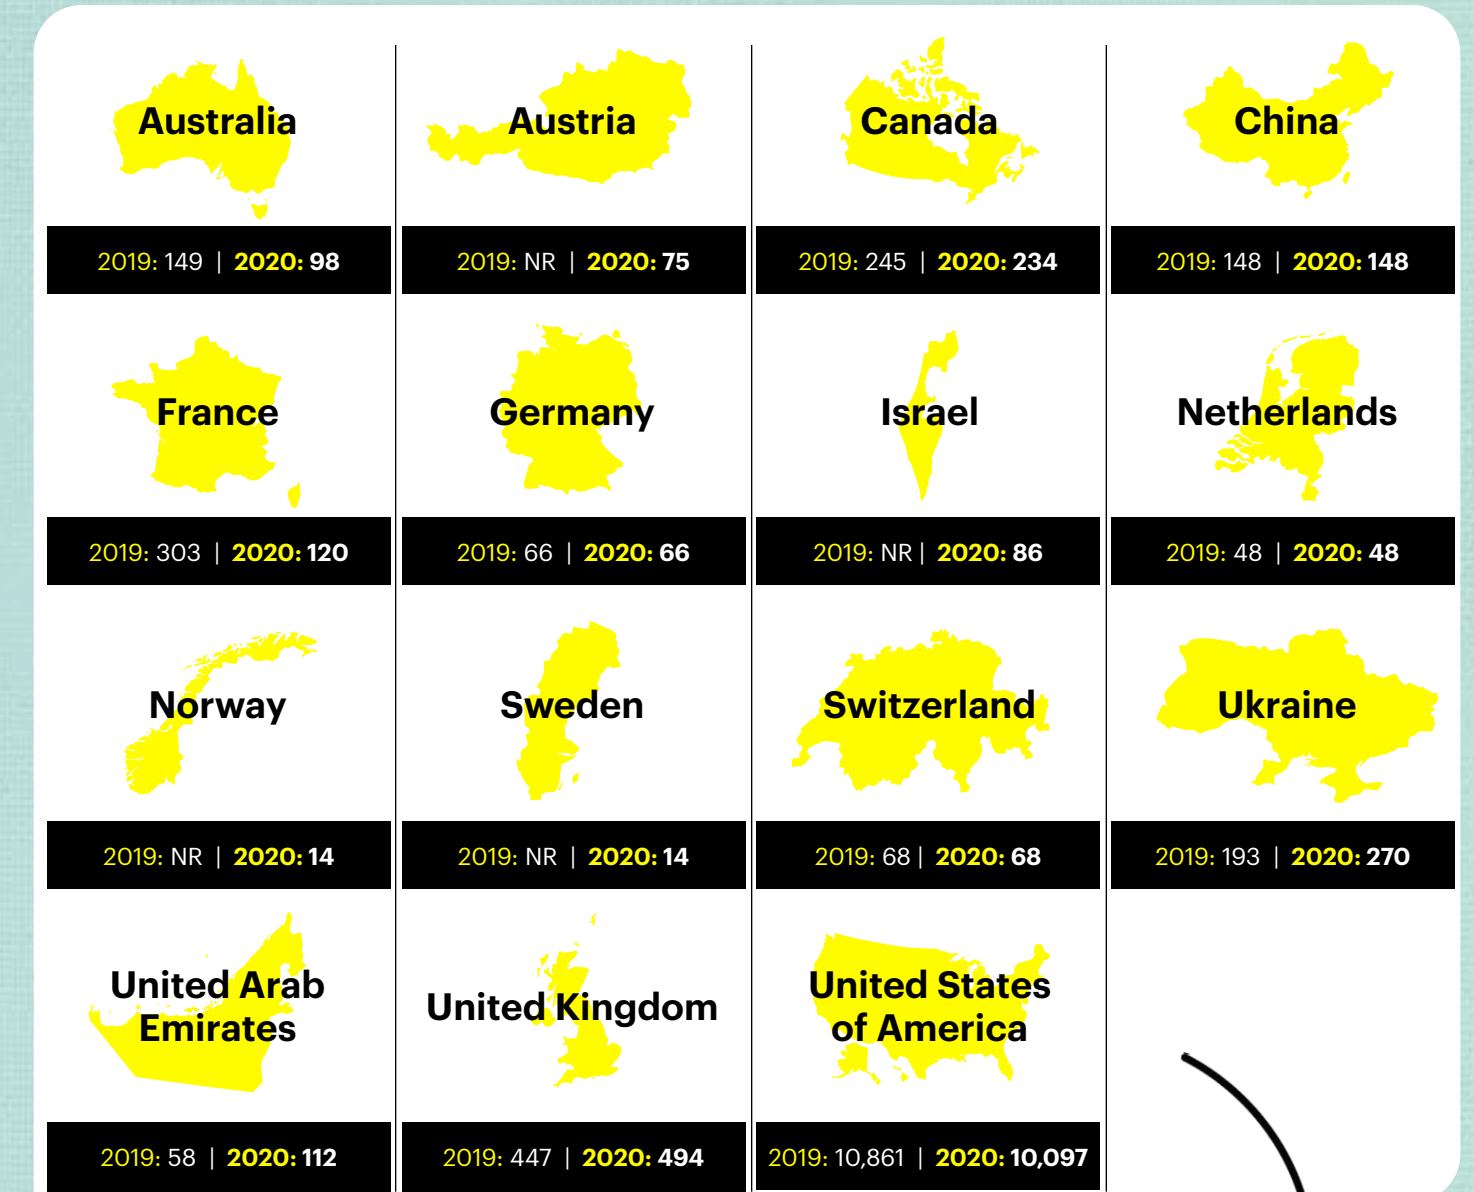 Australia
2019: 149 | 2020: 98
Austria
2019: NR | 2020: 75
Canada
2019: 245 | 2020: 234
China
2019: 148 | 2020: 148
France
2019: 303 | 2020: 120
Germany
2019: 66 | 2020: 66
Israel
2019: NR | 2020: 86
Netherlands
2019: 48 | 2020: 48
Norway
2019: NR | 2020: 14
Sweden
2019: NR | 2020: 14
Switzerland
2019: 68 | 2020: 68
Ukraine
2019: 193 | 2020: 270
United Arab
Emirates
2019: 58 | 2020: 112
United Kingdom
2019: 447 | 2020: 494
United States
of America
2019: 10,861 | 2020: 10,097